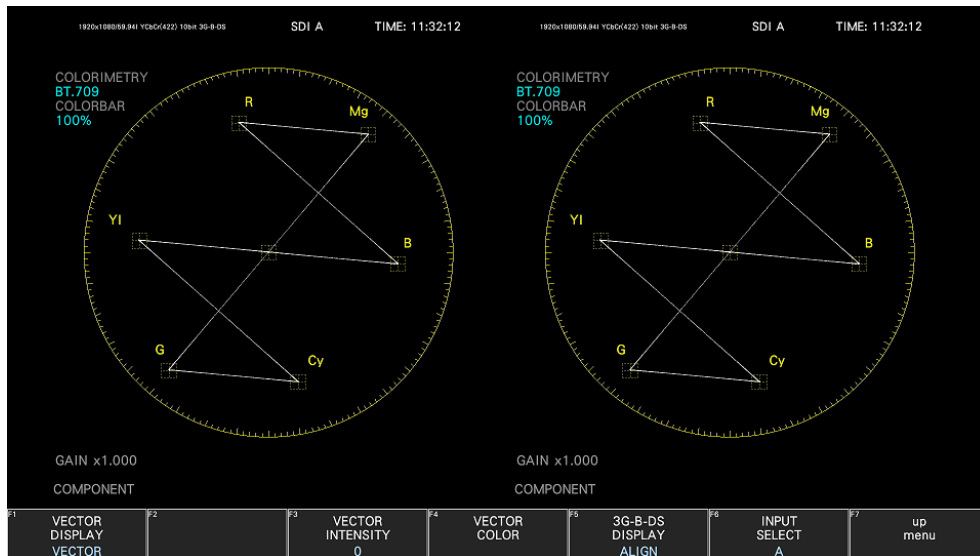 1920x1080/59.94I YCbCr(422) 10bit 3G-B-DS SDI A TIME: 11:32:12
COLORIMETRY
BT.709
COLORBAR
100%
R
Mg
Yl
B
G
Cy
GAIN x1.000
COMPONENT
1920x1080/59.94I YCbCr(422) 10bit 3G-B-DS SDI A TIME: 11:32:12
COLORIMETRY
BT.709
COLORBAR
100%
R
Mg
Yl
B
G
Cy
GAIN x1.000
COMPONENT
F1
VECTOR
DISPLAY
VECTOR
F2
F3
VECTOR
INTENSITY
0
F4
VECTOR
COLOR
F5
3G-B-DS
DISPLAY
ALIGN
F6
INPUT
SELECT
A
F7
up
menu